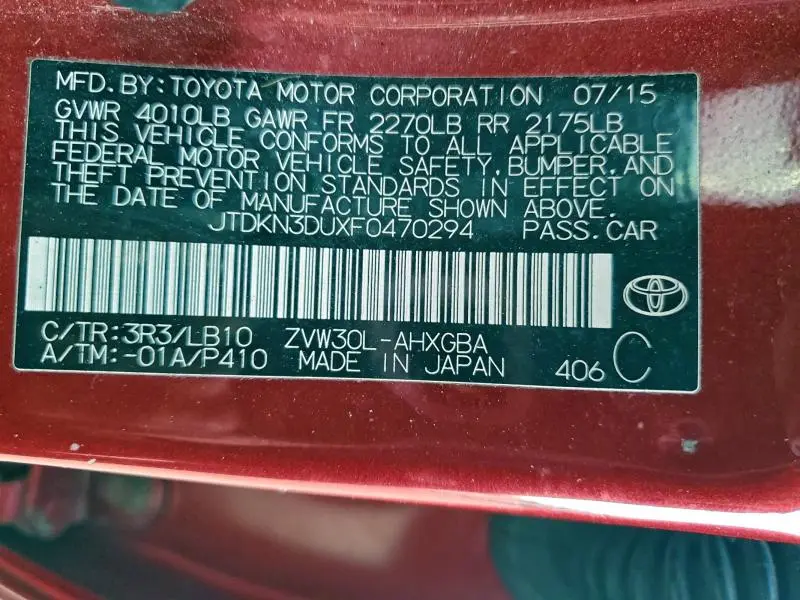 MFD. BY: TOYOTA MOTOR CORPORATION 07/15
GVWR 4010LB GAWR FR 2270LB RR 2175LB
THIS VEHICLE CONFORMS TO ALL APPLICABLE
FEDERAL MOTOR VEHICLE SAFETY, BUMPER, AND
THEFT PREVENTION STANDARDS IN EFFECT ON
THE DATE OF MANUFACTURE SHOWN ABOVE.
JTDKN3DUXF0470294 PASS. CAR
C/TR: 3R3/LB10 ZVW30L-AHXGBA
A/TM: -01A/P410 MADE IN JAPAN 406 C